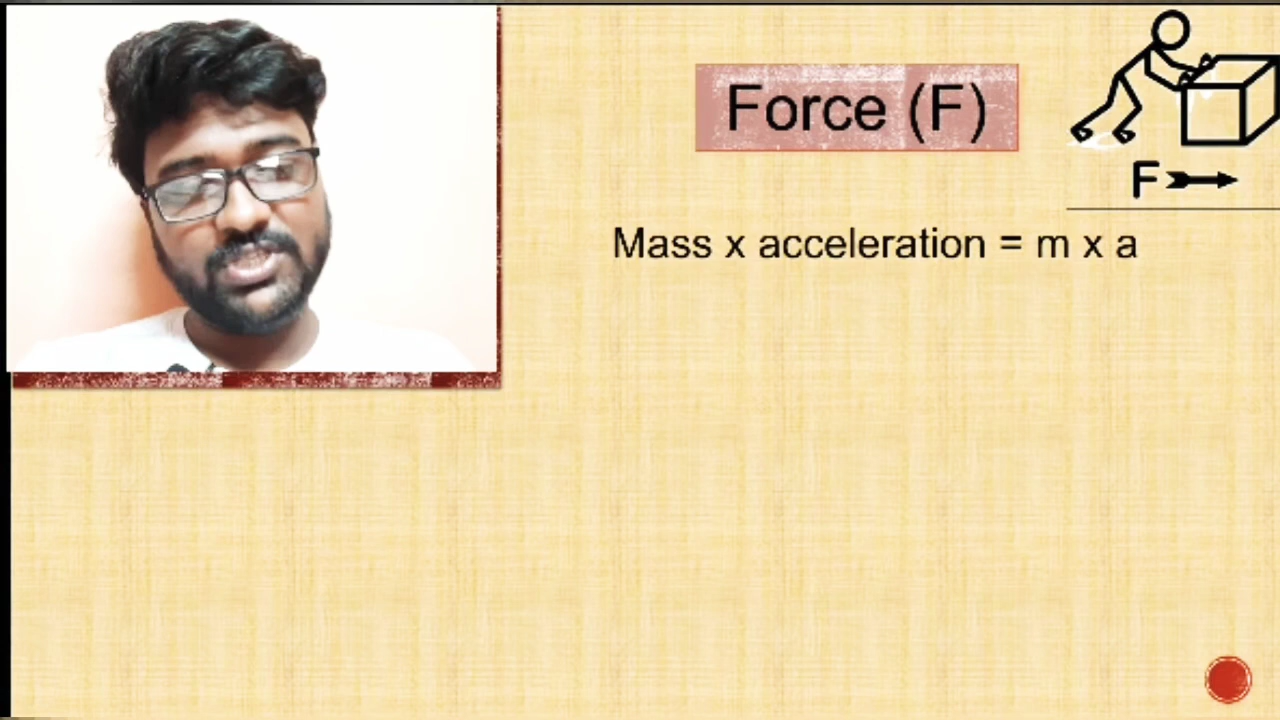 Force (F)
F
Mass x acceleration = m x a